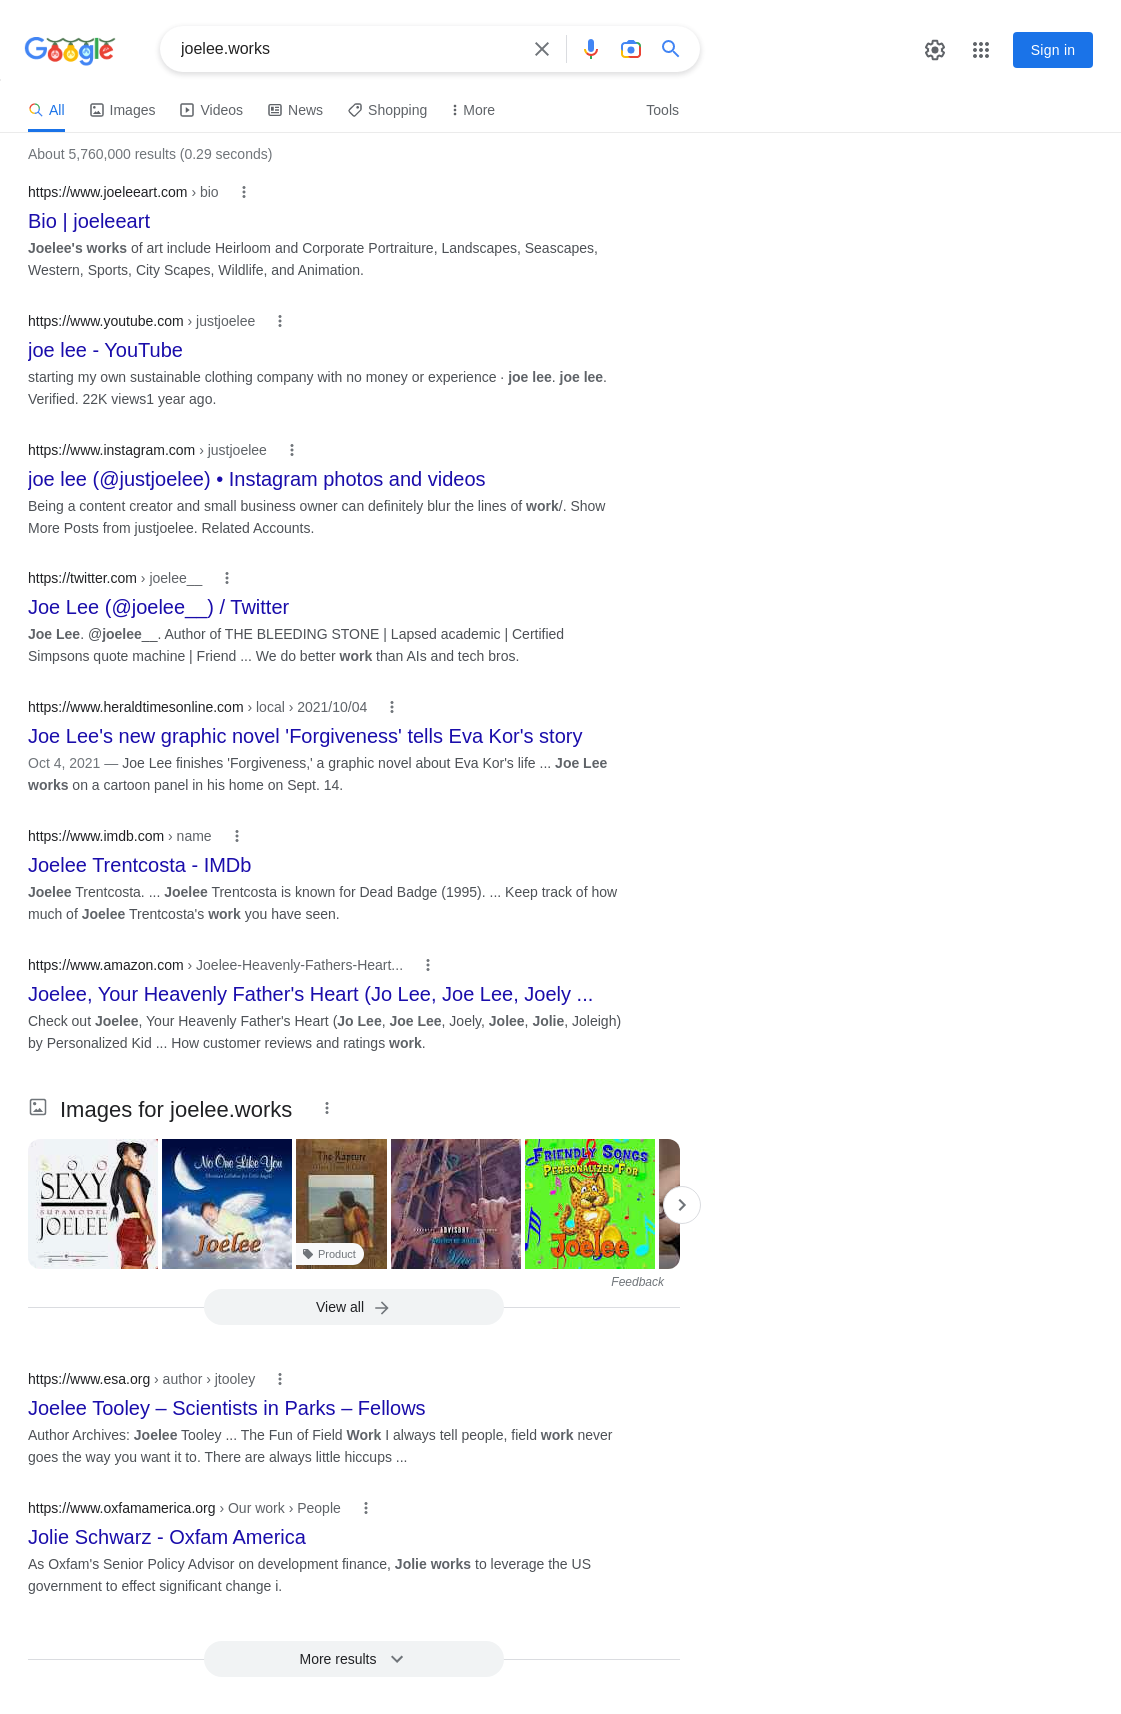 Google
joelee.works
Sign in
All
Images
Videos
News
Shopping
More
Tools
About 5,760,000 results (0.29 seconds)
https://www.joeleeart.com › bio
Bio | joeleeart
Joelee's works of art include Heirloom and Corporate Portraiture, Landscapes, Seascapes,
Western, Sports, City Scapes, Wildlife, and Animation.
https://www.youtube.com › justjoelee
joe lee - YouTube
starting my own sustainable clothing company with no money or experience · joe lee. joe lee.
Verified. 22K views1 year ago.
https://www.instagram.com › justjoelee
joe lee (@justjoelee) • Instagram photos and videos
Being a content creator and small business owner can definitely blur the lines of work/. Show
More Posts from justjoelee. Related Accounts.
https://twitter.com › joelee__
Joe Lee (@joelee__) / Twitter
Joe Lee. @joelee__. Author of THE BLEEDING STONE | Lapsed academic | Certified
Simpsons quote machine | Friend ... We do better work than AIs and tech bros.
https://www.heraldtimesonline.com › local › 2021/10/04
Joe Lee's new graphic novel 'Forgiveness' tells Eva Kor's story
Oct 4, 2021 — Joe Lee finishes 'Forgiveness,' a graphic novel about Eva Kor's life ... Joe Lee
works on a cartoon panel in his home on Sept. 14.
https://www.imdb.com › name
Joelee Trentcosta - IMDb
Joelee Trentcosta. ... Joelee Trentcosta is known for Dead Badge (1995). ... Keep track of how
much of Joelee Trentcosta's work you have seen.
https://www.amazon.com › Joelee-Heavenly-Fathers-Heart...
Joelee, Your Heavenly Father's Heart (Jo Lee, Joe Lee, Joely ...
Check out Joelee, Your Heavenly Father's Heart (Jo Lee, Joe Lee, Joely, Jolee, Jolie, Joleigh)
by Personalized Kid ... How customer reviews and ratings work.
Images for joelee.works
SOO
SEXY
SUPAMODEL
JOELEE
No One Like You
Joelee
The Rapture
Product
ADVISORY
FRIENDLY SONGS
PERSONALIZED FOR
Joelee
Feedback
View all
https://www.esa.org › author › jtooley
Joelee Tooley – Scientists in Parks – Fellows
Author Archives: Joelee Tooley ... The Fun of Field Work I always tell people, field work never
goes the way you want it to. There are always little hiccups ...
https://www.oxfamamerica.org › Our work › People
Jolie Schwarz - Oxfam America
As Oxfam's Senior Policy Advisor on development finance, Jolie works to leverage the US
government to effect significant change i.
More results